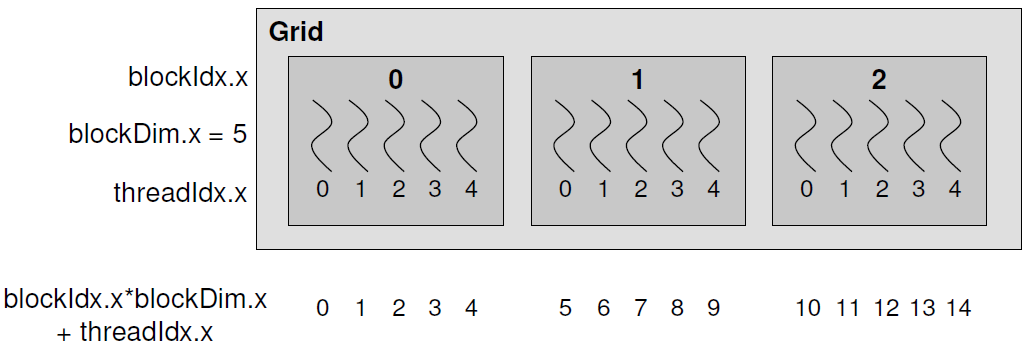 Grid
blockIdx.x 0 1 2
blockDim.x = 5
threadIdx.x 0 1 2 3 4 0 1 2 3 4 0 1 2 3 4
blockIdx.x*blockDim.x
+ threadIdx.x 0 1 2 3 4 5 6 7 8 9 10 11 12 13 14